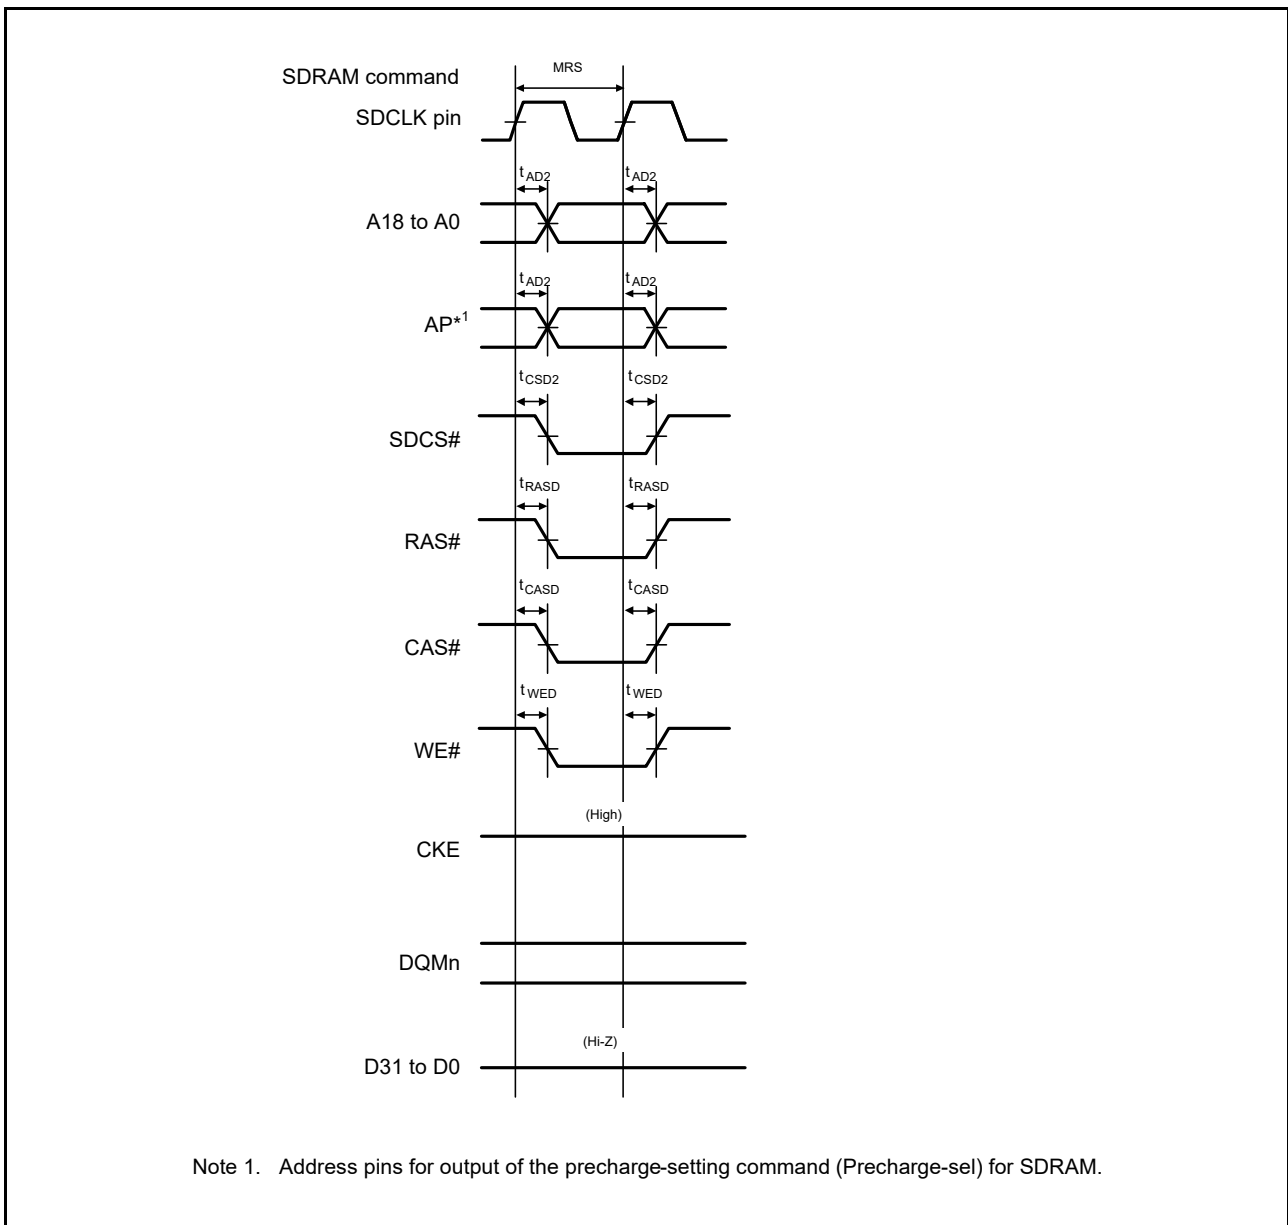 MRS
SDRAM command
SDCLK pin
tAD2 tAD2
A18 to A0
tAD2 tAD2
AP*1
tCSD2 tCSD2
SDCS#
tRASD tRASD
RAS#
tCASD tCASD
CAS#
tWED tWED
WE#
(High)
CKE
DQMn
(Hi-Z)
D31 to D0
Note 1. Address pins for output of the precharge-setting command (Precharge-sel) for SDRAM.